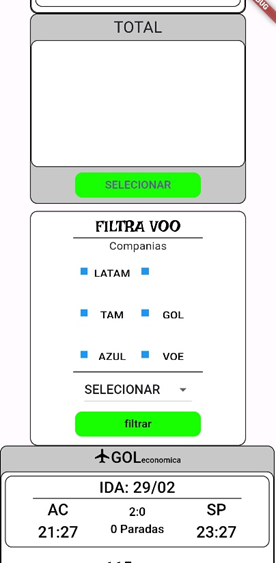 TOTAL
SELECIONAR
FILTRA VOO
Companias
LATAM
TAM GOL
AZUL VOE
SELECIONAR
filtrar
GOLeconomica
IDA: 29/02
AC 2:0 SP
21:27 0 Paradas 23:27